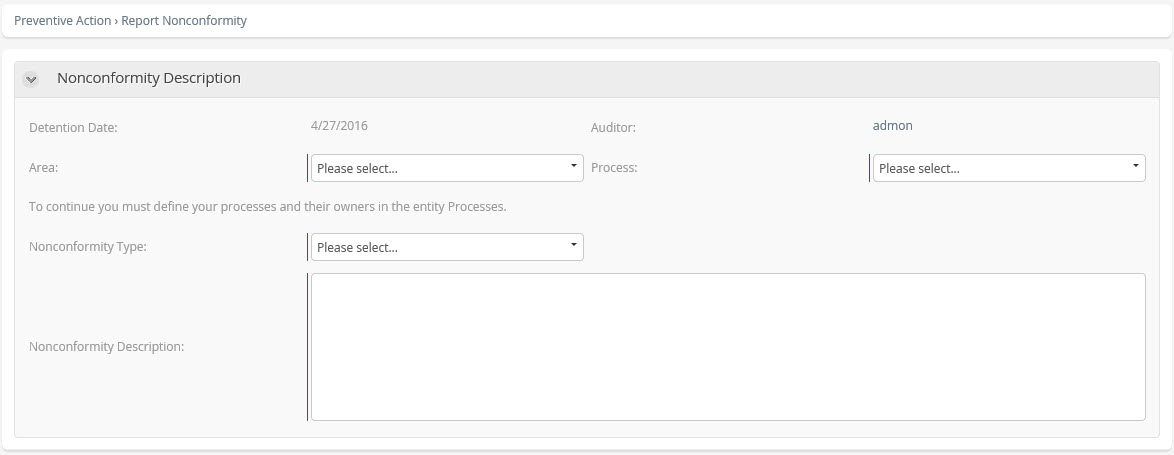 Preventive Action › Report Nonconformity
Nonconformity Description
Detention Date: 4/27/2016 Auditor: admon
Area: Please select... Process: Please select...
To continue you must define your processes and their owners in the entity Processes.
Nonconformity Type: Please select...
Nonconformity Description: